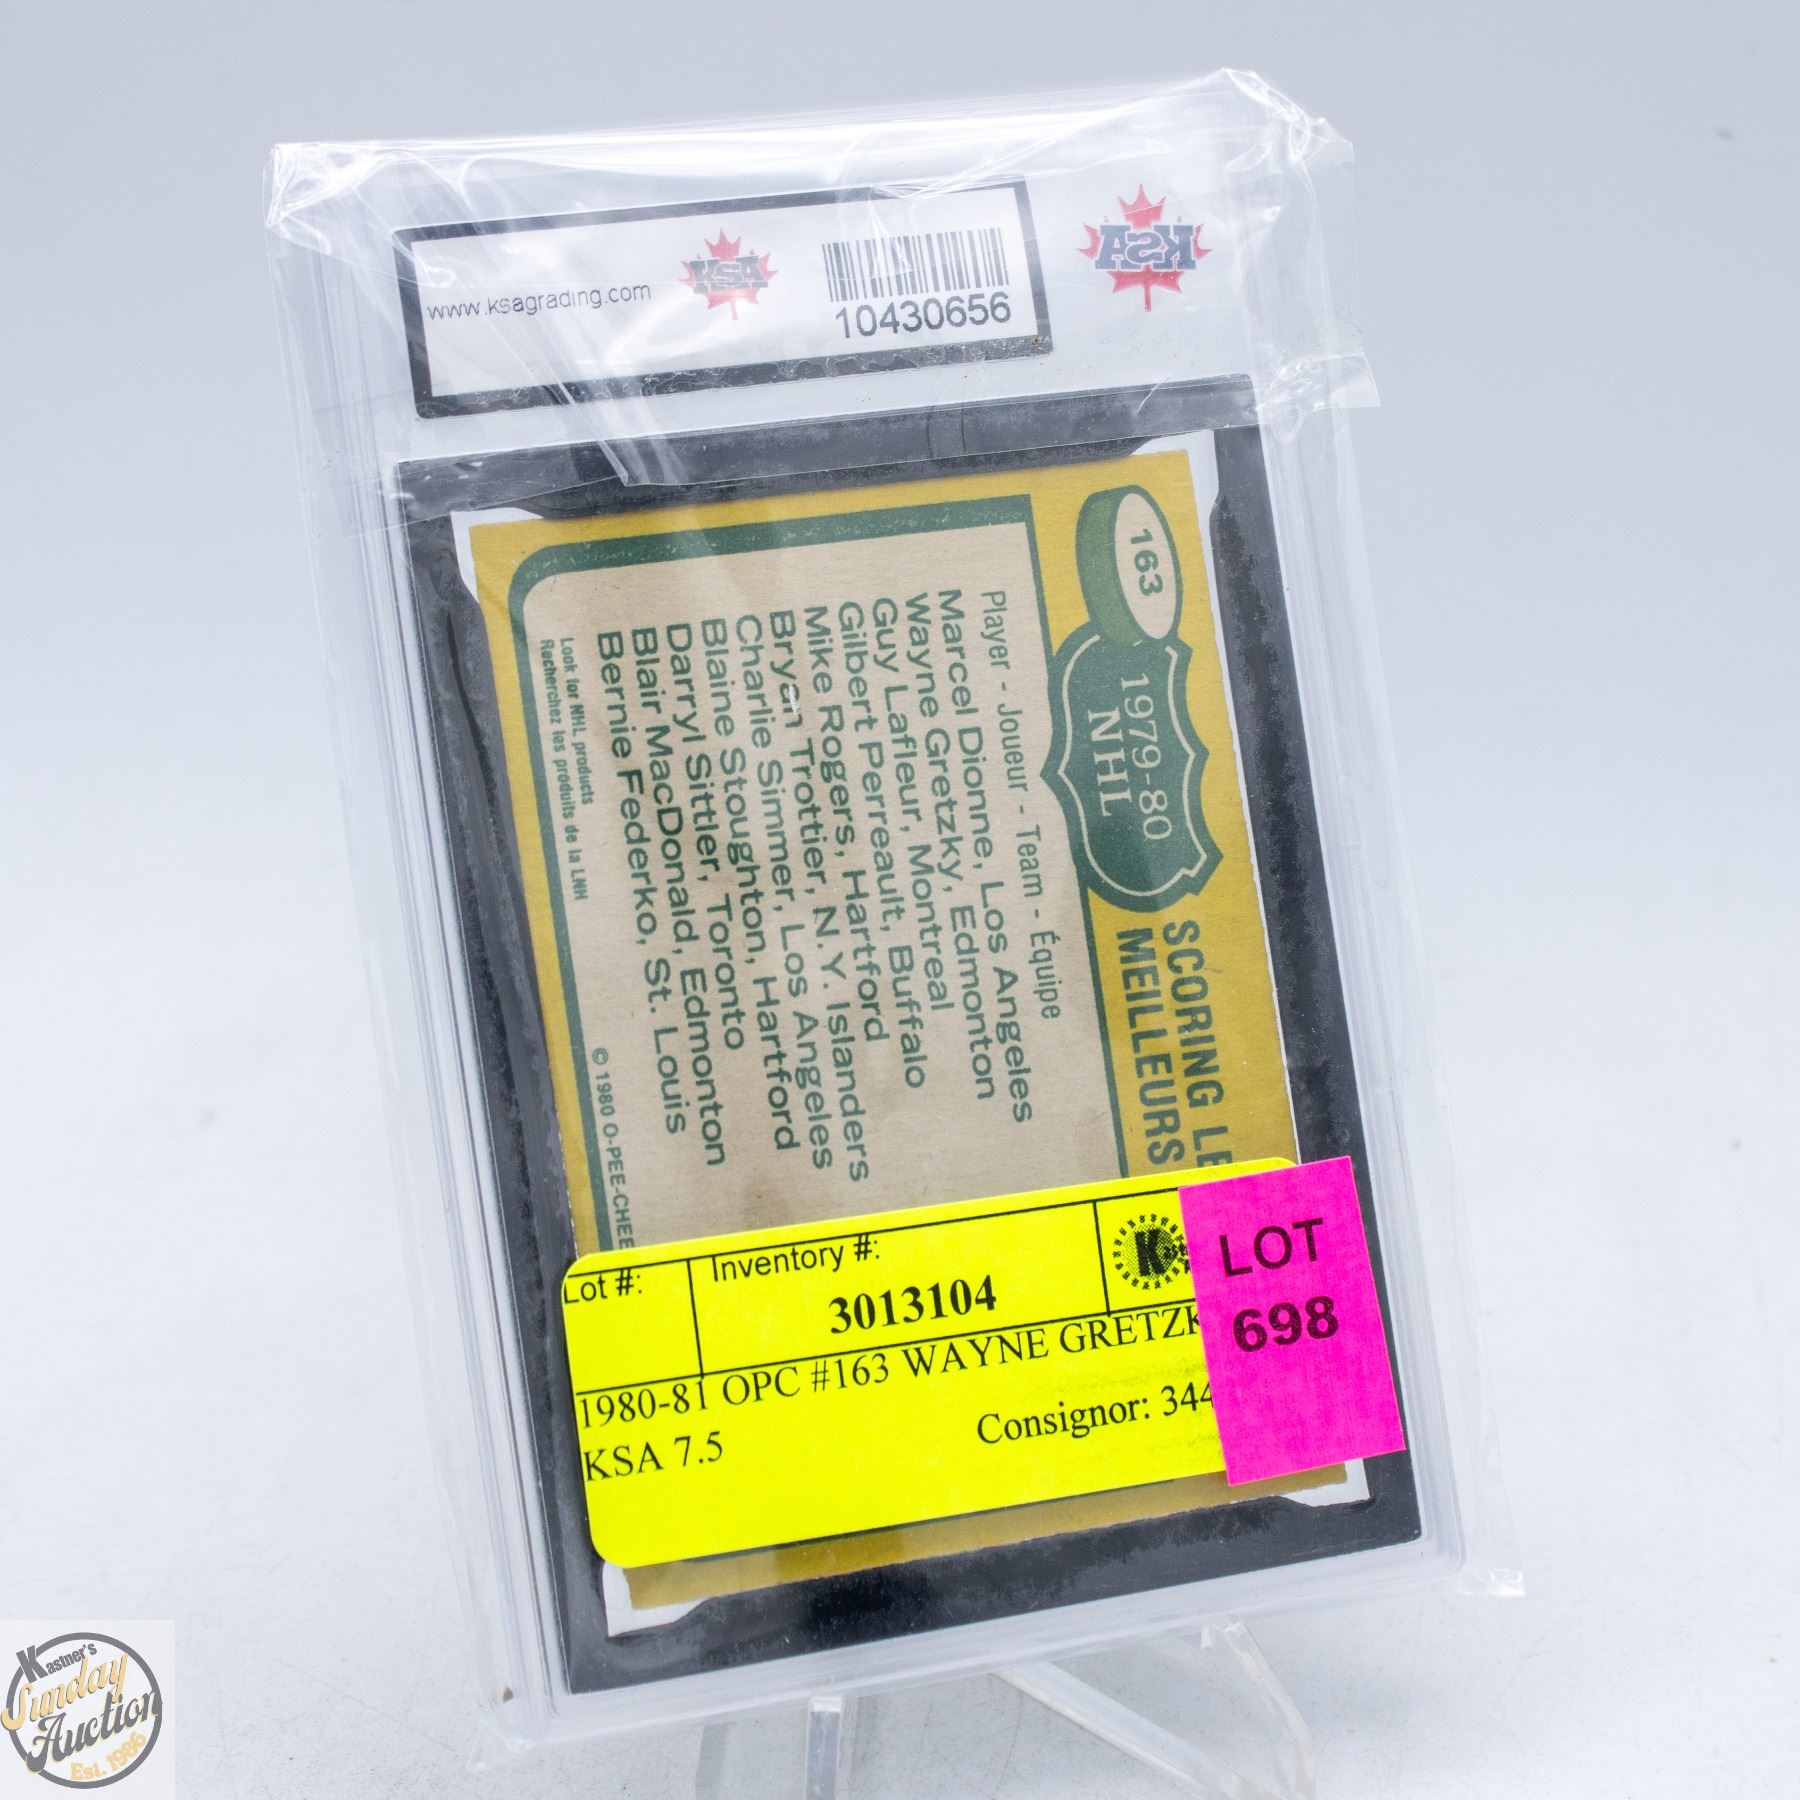 www.ksagrading.com
KSA
10430656
KSA
163
1979-80
NHL
SCORING LE
MEILLEURS
Player - Joueur - Team - Équipe
Marcel Dionne, Los Angeles
Wayne Gretzky, Edmonton
Guy Lafleur, Montreal
Gilbert Perreault, Buffalo
Mike Rogers, Hartford
Bryan Trottier, N.Y. Islanders
Charlie Simmer, Los Angeles
Blaine Stoughton, Hartford
Darryl Sittler, Toronto
Blair MacDonald, Edmonton
Bernie Federko, St. Louis
Look for NHL products
Recherchez les produits de la LNH
© 1980 O-PEE-CHEE
Lot #:
Inventory #:
3013104
1980-81 OPC #163 WAYNE GRETZK
KSA 7.5
Consignor: 344
LOT
698
Kastner's
Sunday
Auction
Est. 1986